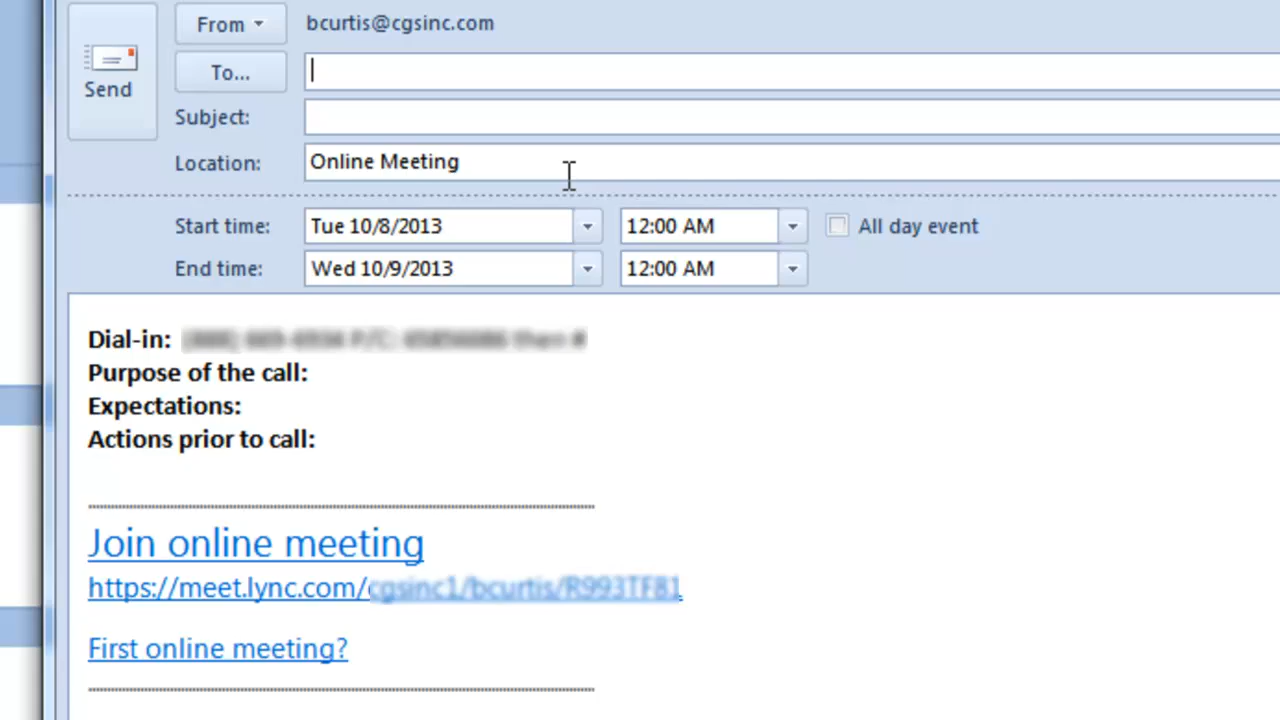 From
bcurtis@cgsinc.com
To...
Send
Subject:
Location:
Online Meeting
Start time:
Tue 10/8/2013
12:00 AM
All day event
End time:
Wed 10/9/2013
12:00 AM
Dial-in:
Purpose of the call:
Expectations:
Actions prior to call:
Join online meeting
https://meet.lync.com/
First online meeting?